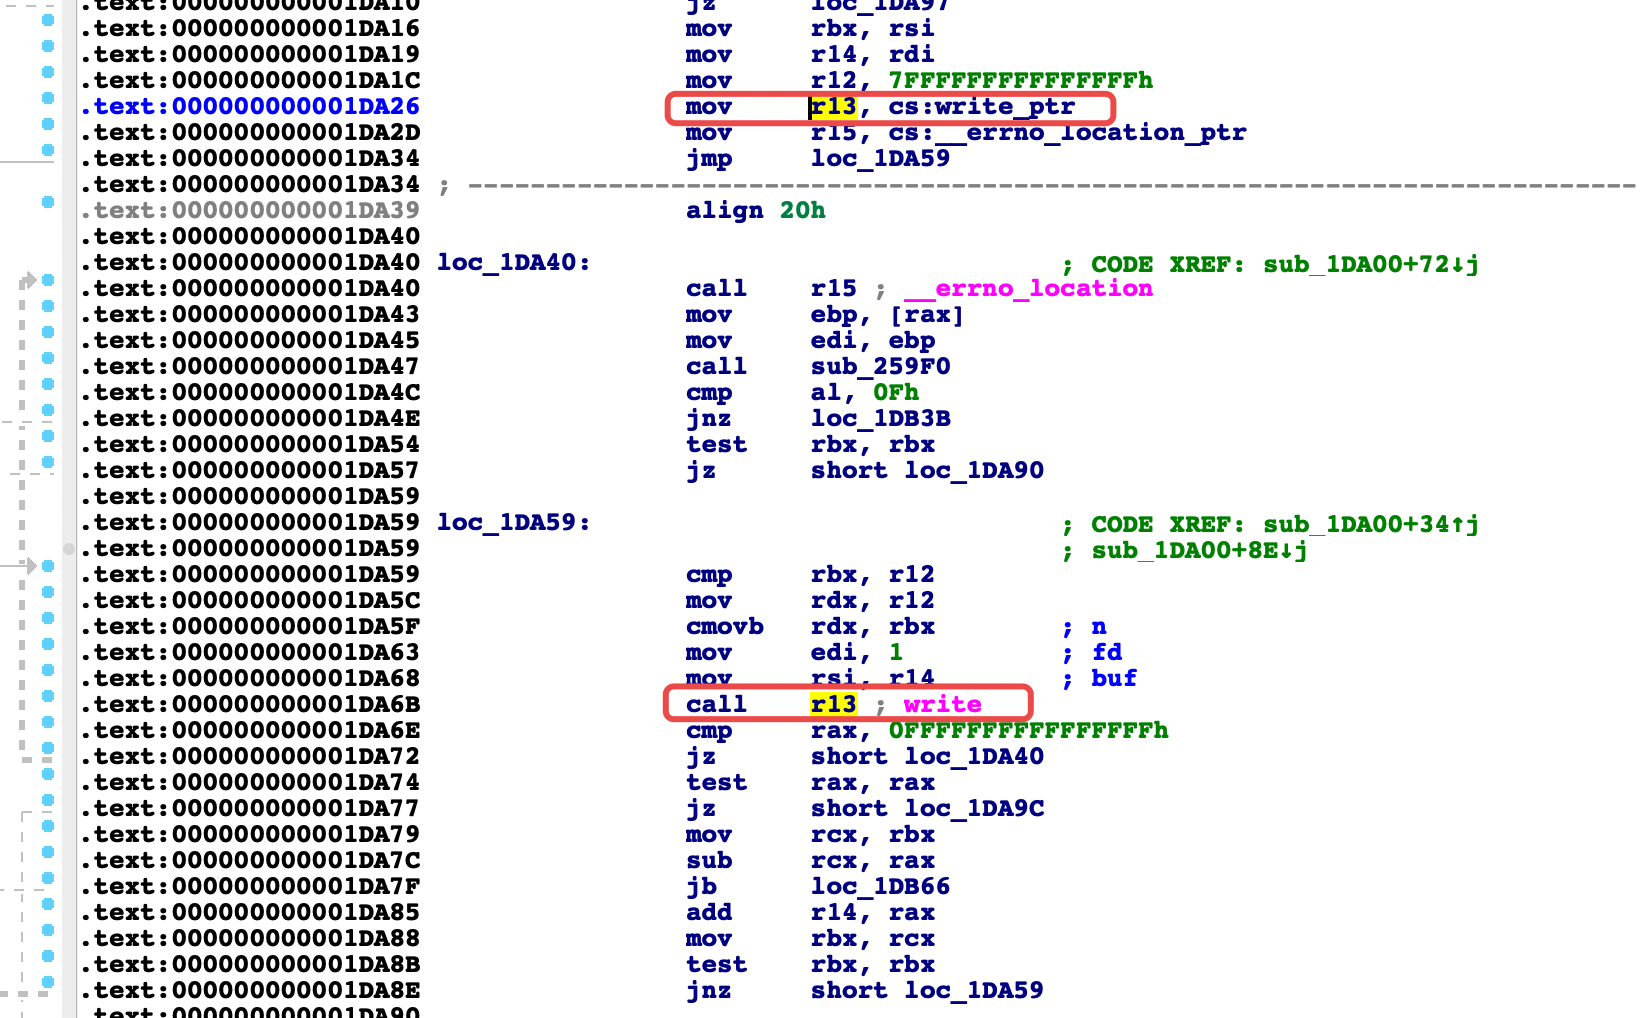 .text:000000000001DA10 jz loc_1DA97
.text:000000000001DA16 mov rbx, rsi
.text:000000000001DA19 mov r14, rdi
.text:000000000001DA1C mov r12, 7FFFFFFFFFFFFFFFh
.text:000000000001DA26 mov r13, cs:write_ptr
.text:000000000001DA2D mov r15, cs:__errno_location_ptr
.text:000000000001DA34 jmp loc_1DA59
.text:000000000001DA34 ; ---------------------------------------------------------------------------
.text:000000000001DA39 align 20h
.text:000000000001DA40
.text:000000000001DA40 loc_1DA40: ; CODE XREF: sub_1DA00+72↓j
.text:000000000001DA40 call r15 ; __errno_location
.text:000000000001DA43 mov ebp, [rax]
.text:000000000001DA45 mov edi, ebp
.text:000000000001DA47 call sub_259F0
.text:000000000001DA4C cmp al, 0Fh
.text:000000000001DA4E jnz loc_1DB3B
.text:000000000001DA54 test rbx, rbx
.text:000000000001DA57 jz short loc_1DA90
.text:000000000001DA59
.text:000000000001DA59 loc_1DA59: ; CODE XREF: sub_1DA00+34↑j
.text:000000000001DA59 ; sub_1DA00+8E↓j
.text:000000000001DA59 cmp rbx, r12
.text:000000000001DA5C mov rdx, r12
.text:000000000001DA5F cmovb rdx, rbx ; n
.text:000000000001DA63 mov edi, 1 ; fd
.text:000000000001DA68 mov rsi, r14 ; buf
.text:000000000001DA6B call r13 ; write
.text:000000000001DA6E cmp rax, 0FFFFFFFFFFFFFFFFh
.text:000000000001DA72 jz short loc_1DA40
.text:000000000001DA74 test rax, rax
.text:000000000001DA77 jz short loc_1DA9C
.text:000000000001DA79 mov rcx, rbx
.text:000000000001DA7C sub rcx, rax
.text:000000000001DA7F jb loc_1DB66
.text:000000000001DA85 add r14, rax
.text:000000000001DA88 mov rbx, rcx
.text:000000000001DA8B test rbx, rbx
.text:000000000001DA8E jnz short loc_1DA59
.text:000000000001DA90